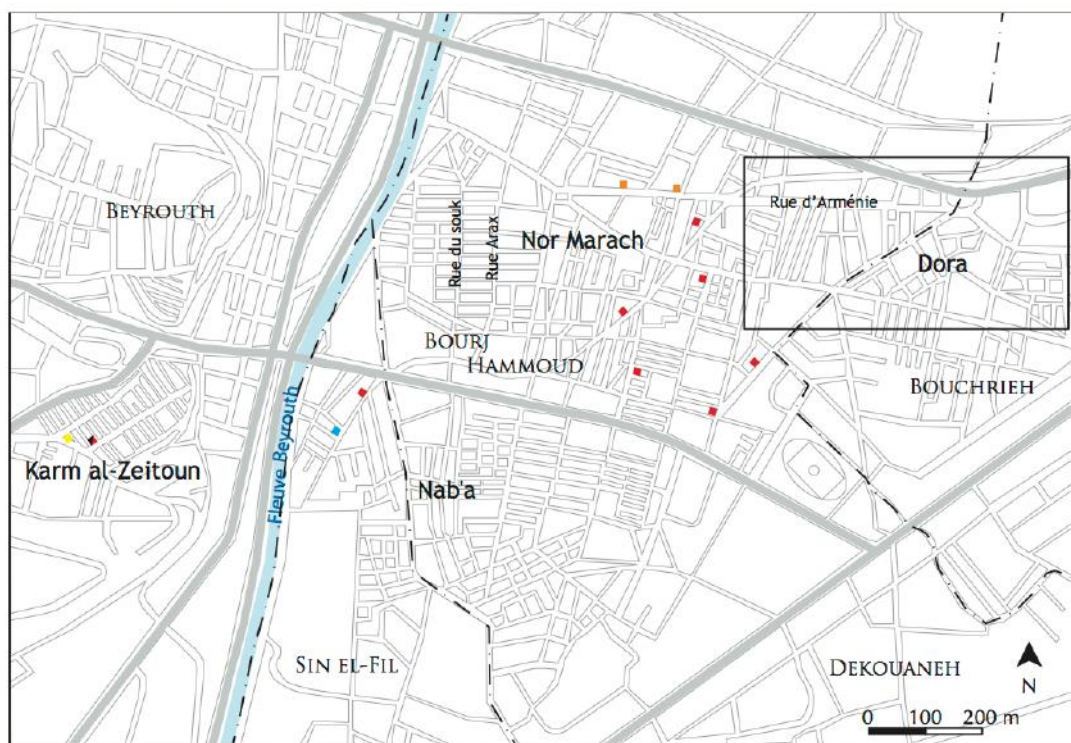 BEYROUTH
Rue du souk
Rue Arax
Nor Marach
Rue d'Arménie
Dora
BOURJ
HAMMOUD
BOUCHRIEH
Karm al-Zeitoun
Fleuve Beyrouth
Nab'a
SIN EL-FIL
DEKOUANEH
N
0 100 200 m